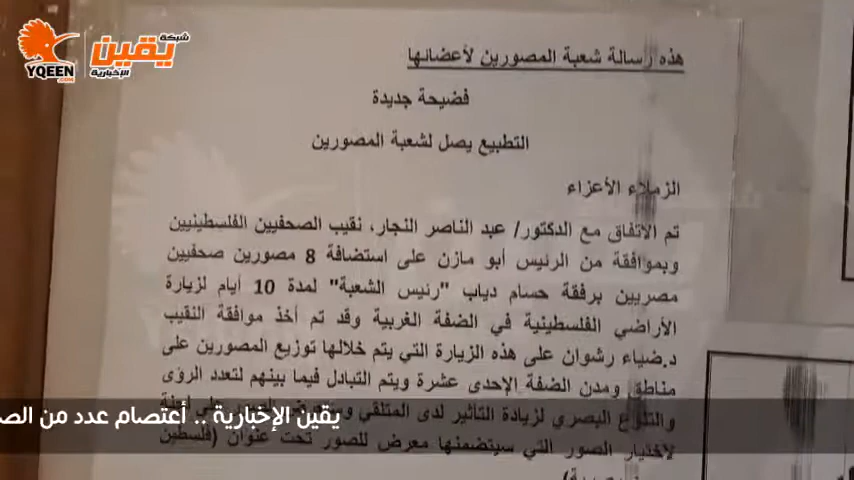 شبكة
يقين
الإخبارية
YQEEN
.COM
هذه رسالة شعبة المصورين لأعضائها
فضيحة جديدة
التطبيع يصل لشعبة المصورين
الزملاء الأعزاء
تم الاتفاق مع الدكتور/ عبد الناصر النجار، نقيب الصحفيين الفلسطينيين
وبموافقة من الرئيس أبو مازن على استضافة 8 مصورين صحفيين
مصريين برفقة حسام دياب "رئيس الشعبة" لمدة 10 أيام لزيارة
الأراضي الفلسطينية في الضفة الغربية وقد تم أخذ موافقة النقيب
د.ضياء رشوان على هذه الزيارة التي يتم خلالها توزيع المصورين على
مناطق ومدن الضفة الإحدى عشرة ويتم التبادل فيما بينهم لتعدد الرؤى
والتنوع البصري لزيادة التأثير لدى المتلقي
يقين الإخبارية .. أعتصام عدد من الصـ
لاختيار الصور التي سيتضمنها معرض للصور تحت عنوان (فلسطين